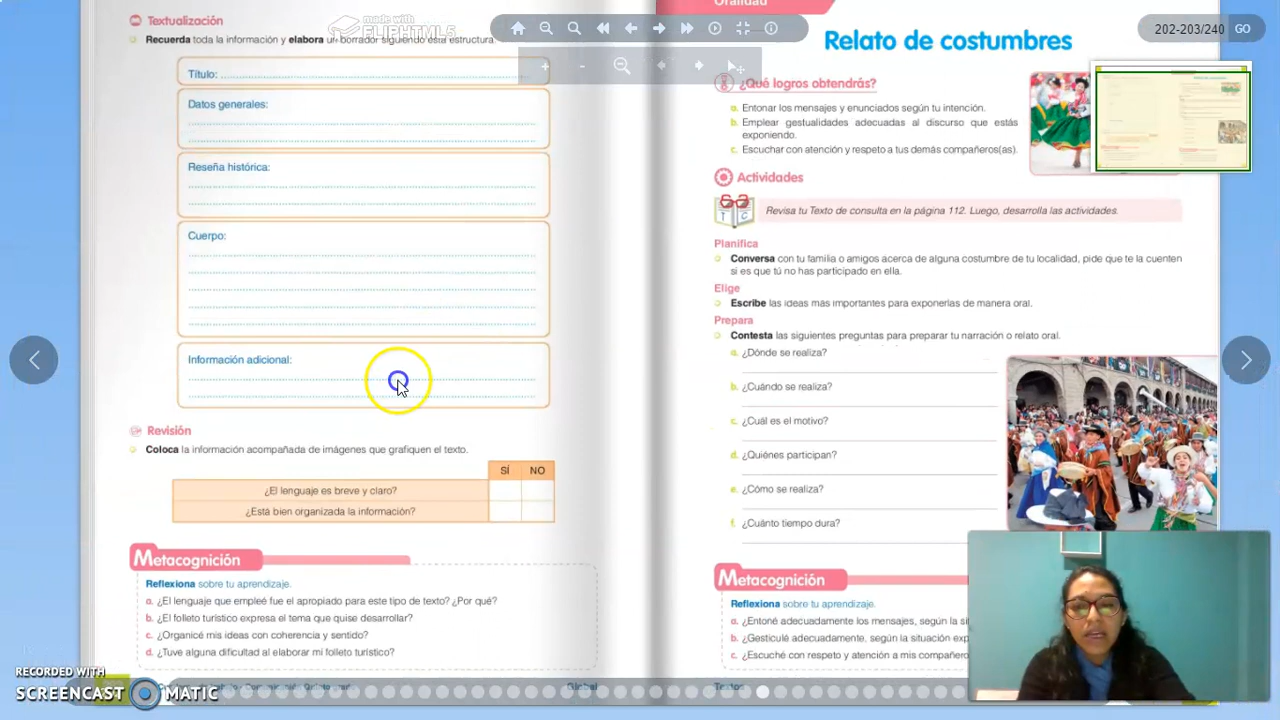 Textualización
Recuerda toda la información y elabora un borrador siguiendo esta estructura.
Título:
Datos generales:
Reseña histórica:
Cuerpo:
Información adicional:
Revisión
Coloca la información acompañada de imágenes que grafiquen el texto.
SÍ NO
¿El lenguaje es breve y claro?
¿Está bien organizada la información?
Metacognición
Reflexiona sobre tu aprendizaje.
a. ¿El lenguaje que empleé fue el apropiado para este tipo de texto? ¿Por qué?
b. ¿El folleto turístico expresa el tema que quise desarrollar?
c. ¿Organicé mis ideas con coherencia y sentido?
d. ¿Tuve alguna dificultad al elaborar mi folleto turístico?
Global
made with
FLIPHTML5
202-203/240 GO
Oralidad
Relato de costumbres
¿Qué logros obtendrás?
a. Entonar los mensajes y enunciados según tu intención.
b. Emplear gestualidades adecuadas al discurso que estás
exponiendo.
c. Escuchar con atención y respeto a tus demás compañeros(as).
Actividades
T C
Revisa tu Texto de consulta en la página 112. Luego, desarrolla las actividades.
Planifica
Conversa con tu familia o amigos acerca de alguna costumbre de tu localidad, pide que te la cuenten
si es que tú no has participado en ella.
Elige
Escribe las ideas más importantes para exponerlas de manera oral.
Prepara
Contesta las siguientes preguntas para preparar tu narración o relato oral.
a. ¿Dónde se realiza?
b. ¿Cuándo se realiza?
c. ¿Cuál es el motivo?
d. ¿Quiénes participan?
e. ¿Cómo se realiza?
f. ¿Cuánto tiempo dura?
Metacognición
Reflexiona sobre tu aprendizaje.
a. ¿Entoné adecuadamente los mensajes, según la
b. ¿Gesticulé adecuadamente, según la situación
c. ¿Escuché con respeto y atención a mis
Textos
RECORDED WITH
SCREENCAST MATIC